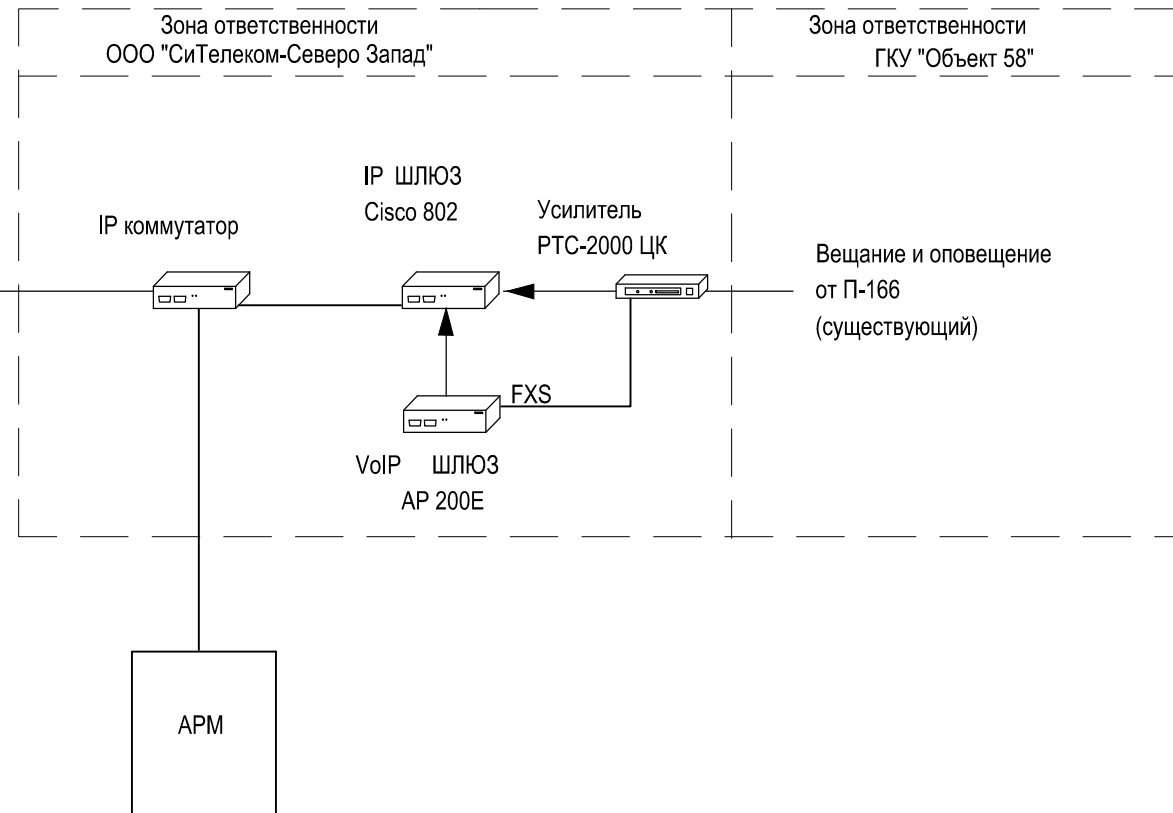 Зона ответственности
ООО "СиТелеком-Северо Запад"
Зона ответственности
ГКУ "Объект 58"
IP ШЛЮЗ
Cisco 802
Усилитель
РТС-2000 ЦК
IP коммутатор
Вещание и оповещение
от П-166
(существующий)
FXS
VoIP ШЛЮЗ
AP 200E
АРМ